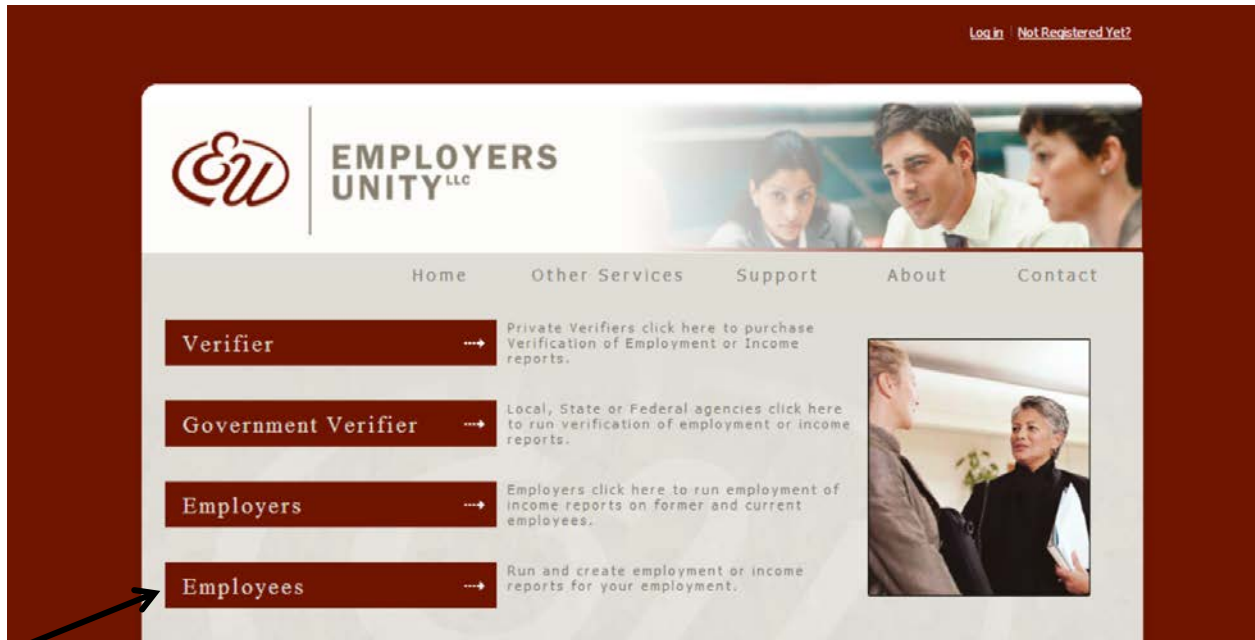 Log in | Not Registered Yet?
EU
EMPLOYERS
UNITY LLC
Home Other Services Support About Contact
Verifier
Private Verifiers click here to purchase
Verification of Employment or Income
reports.
Government Verifier
Local, State or Federal agencies click here
to run verification of employment or income
reports.
Employers
Employers click here to run employment of
income reports on former and current
employees.
Employees
Run and create employment or income
reports for your employment.